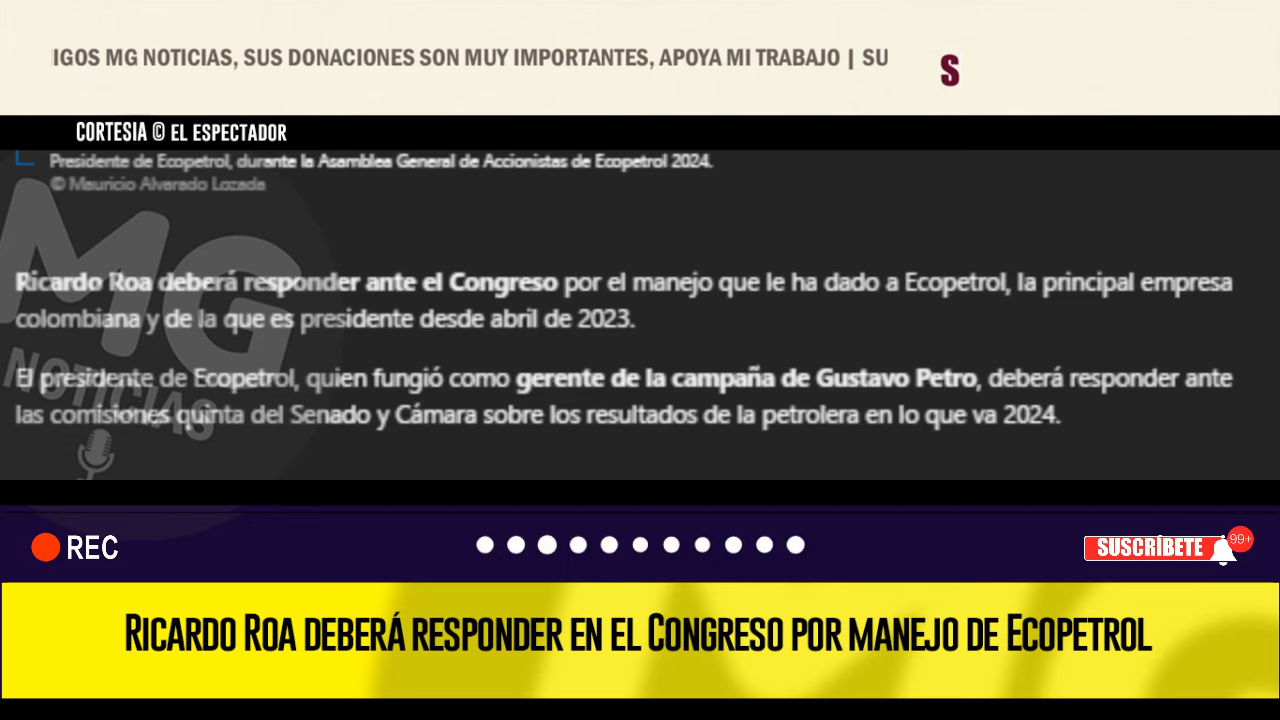 IGOS MG NOTICIAS, SUS DONACIONES SON MUY IMPORTANTES, APOYA MI TRABAJO | SU
S
CORTESIA © EL ESPECTADOR
Presidente de Ecopetrol, durante la Asamblea General de Accionistas de Ecopetrol 2024.
© Mauricio Alvarado Lozada
Ricardo Roa deberá responder ante el Congreso por el manejo que le ha dado a Ecopetrol, la principal empresa
colombiana y de la que es presidente desde abril de 2023.
El presidente de Ecopetrol, quien fungió como gerente de la campaña de Gustavo Petro, deberá responder ante
las comisiones quinta del Senado y Cámara sobre los resultados de la petrolera en lo que va 2024.
MG
NOTICIAS
REC
SUSCRÍBETE
99+
RICARDO ROA DEBERÁ RESPONDER EN EL CONGRESO POR MANEJO DE ECOPETROL